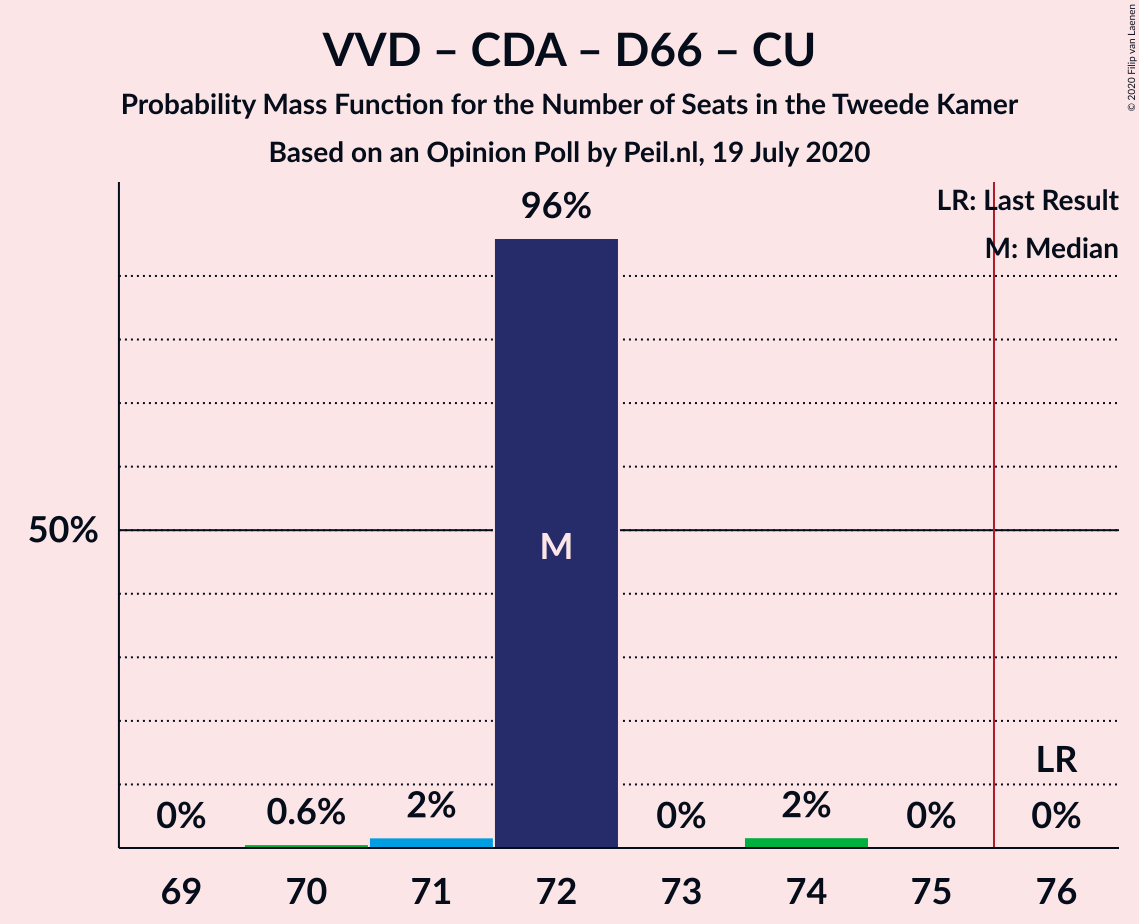 VVD – CDA – D66 – CU
Probability Mass Function for the Number of Seats in the Tweede Kamer
Based on an Opinion Poll by Peil.nl, 19 July 2020
© 2020 Filip van Laenen
LR: Last Result
M: Median
96%
50%
M
LR
0% 0.6% 2% 0% 2% 0% 0%
69 70 71 72 73 74 75 76